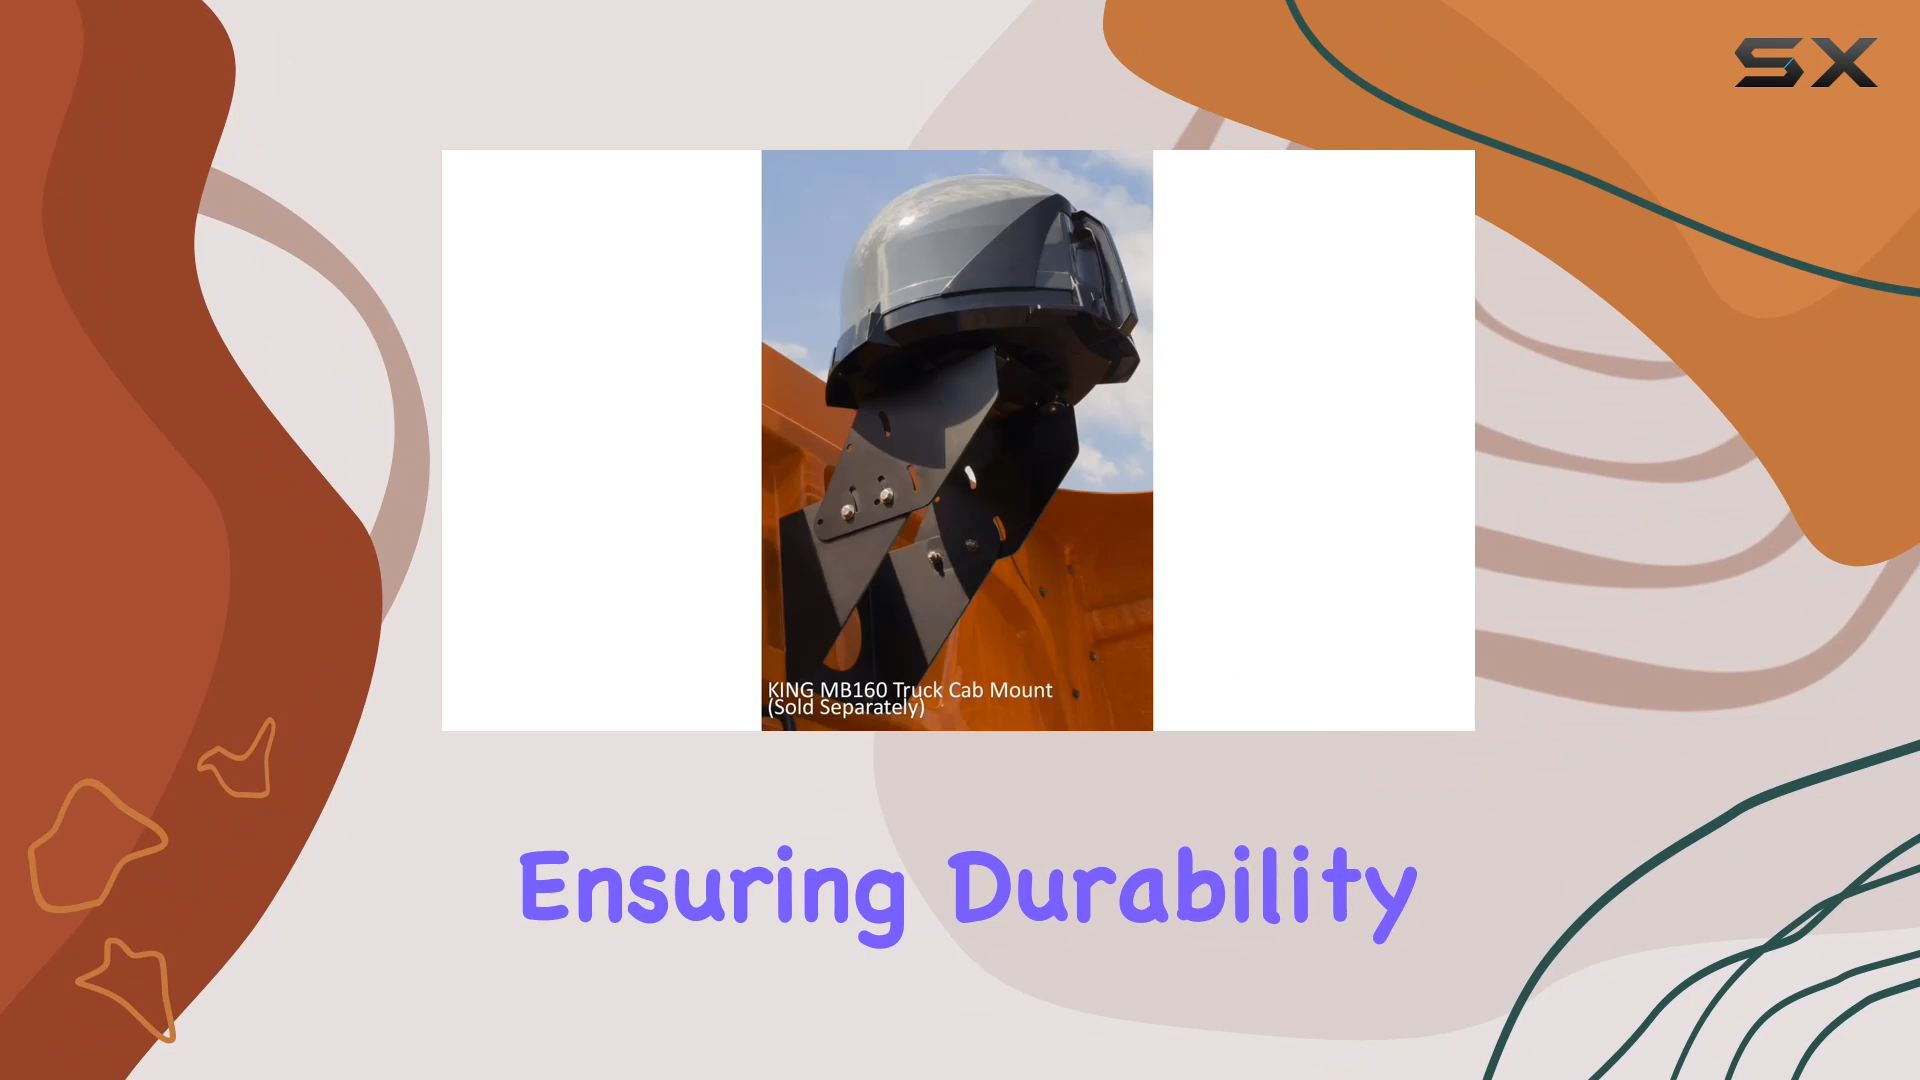 SX
KING MB160 Truck Cab Mount
(Sold Separately)
Ensuring Durability